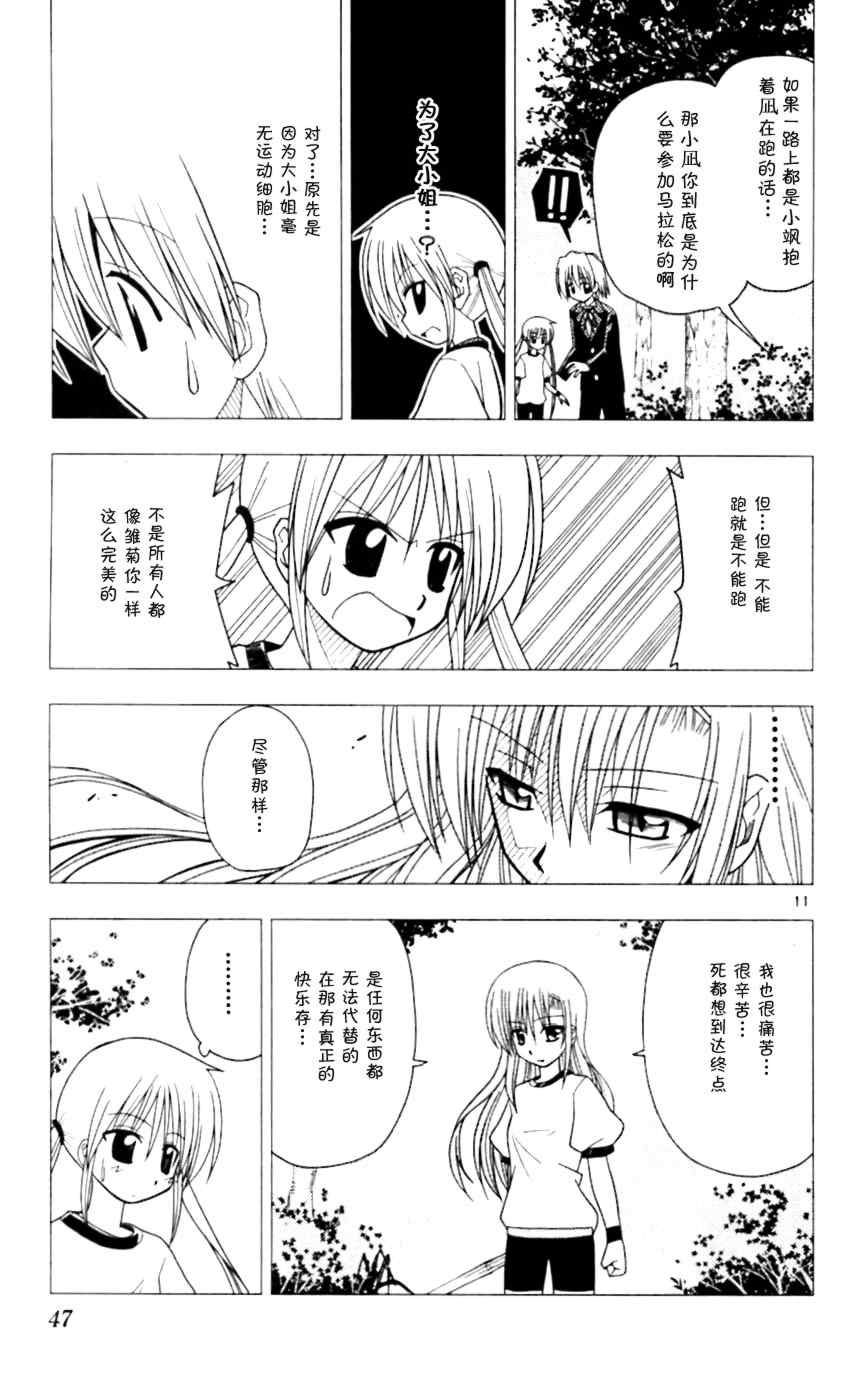 如果一路上都是小飒抱
着凪在跑的话…
那小凪你到底是为什
么要参加马拉松的啊
!!
为了大小姐…?
对了…原先是
因为大小姐毫
无运动细胞…
但…但是 不能
跑就是不能跑
不是所有人都
像雏菊你一样
这么完美的
………
尽管那样…
11
我也很痛苦…
很辛苦…
死都想到达终点
是任何东西都
无法代替的
在那有真正的
快乐存…
………
47